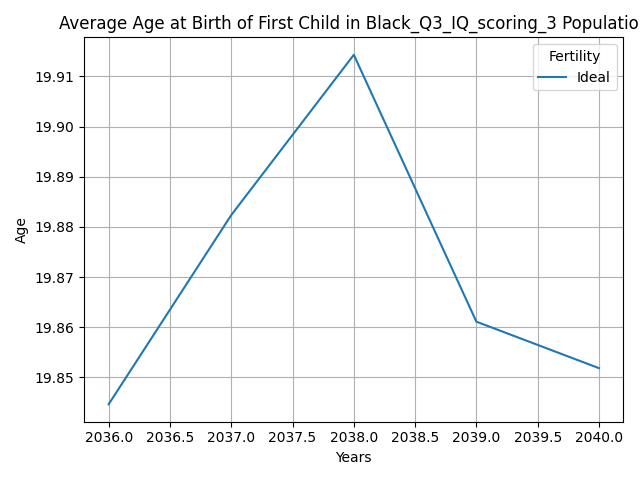 Average Age at Birth of First Child in Black_Q3_IQ_scoring_3 Populatio
Fertility
Ideal
19.91
19.90
19.89
19.88
19.87
19.86
19.85
Age
2036.0 2036.5 2037.0 2037.5 2038.0 2038.5 2039.0 2039.5 2040.0
Years